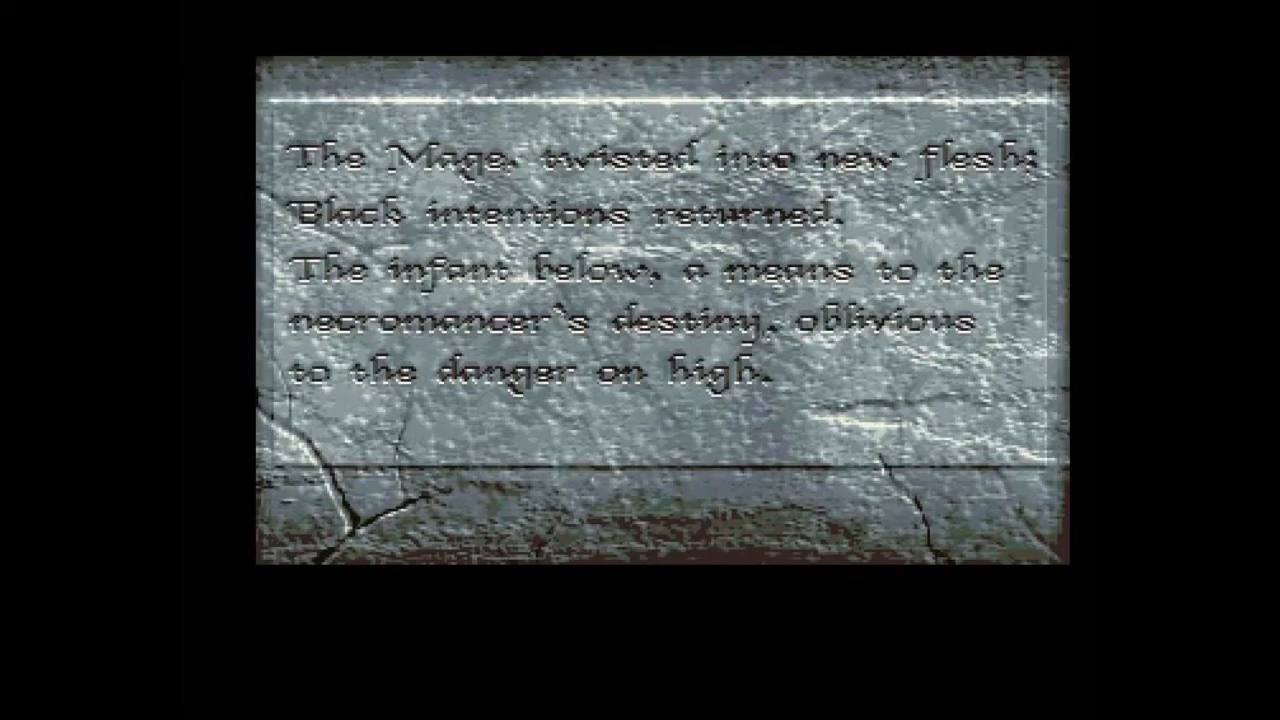 The Mage, twisted into new flesh;
Black intentions returned.
The infant below, a means to the
necromancer's destiny, oblivious
to the danger on high.